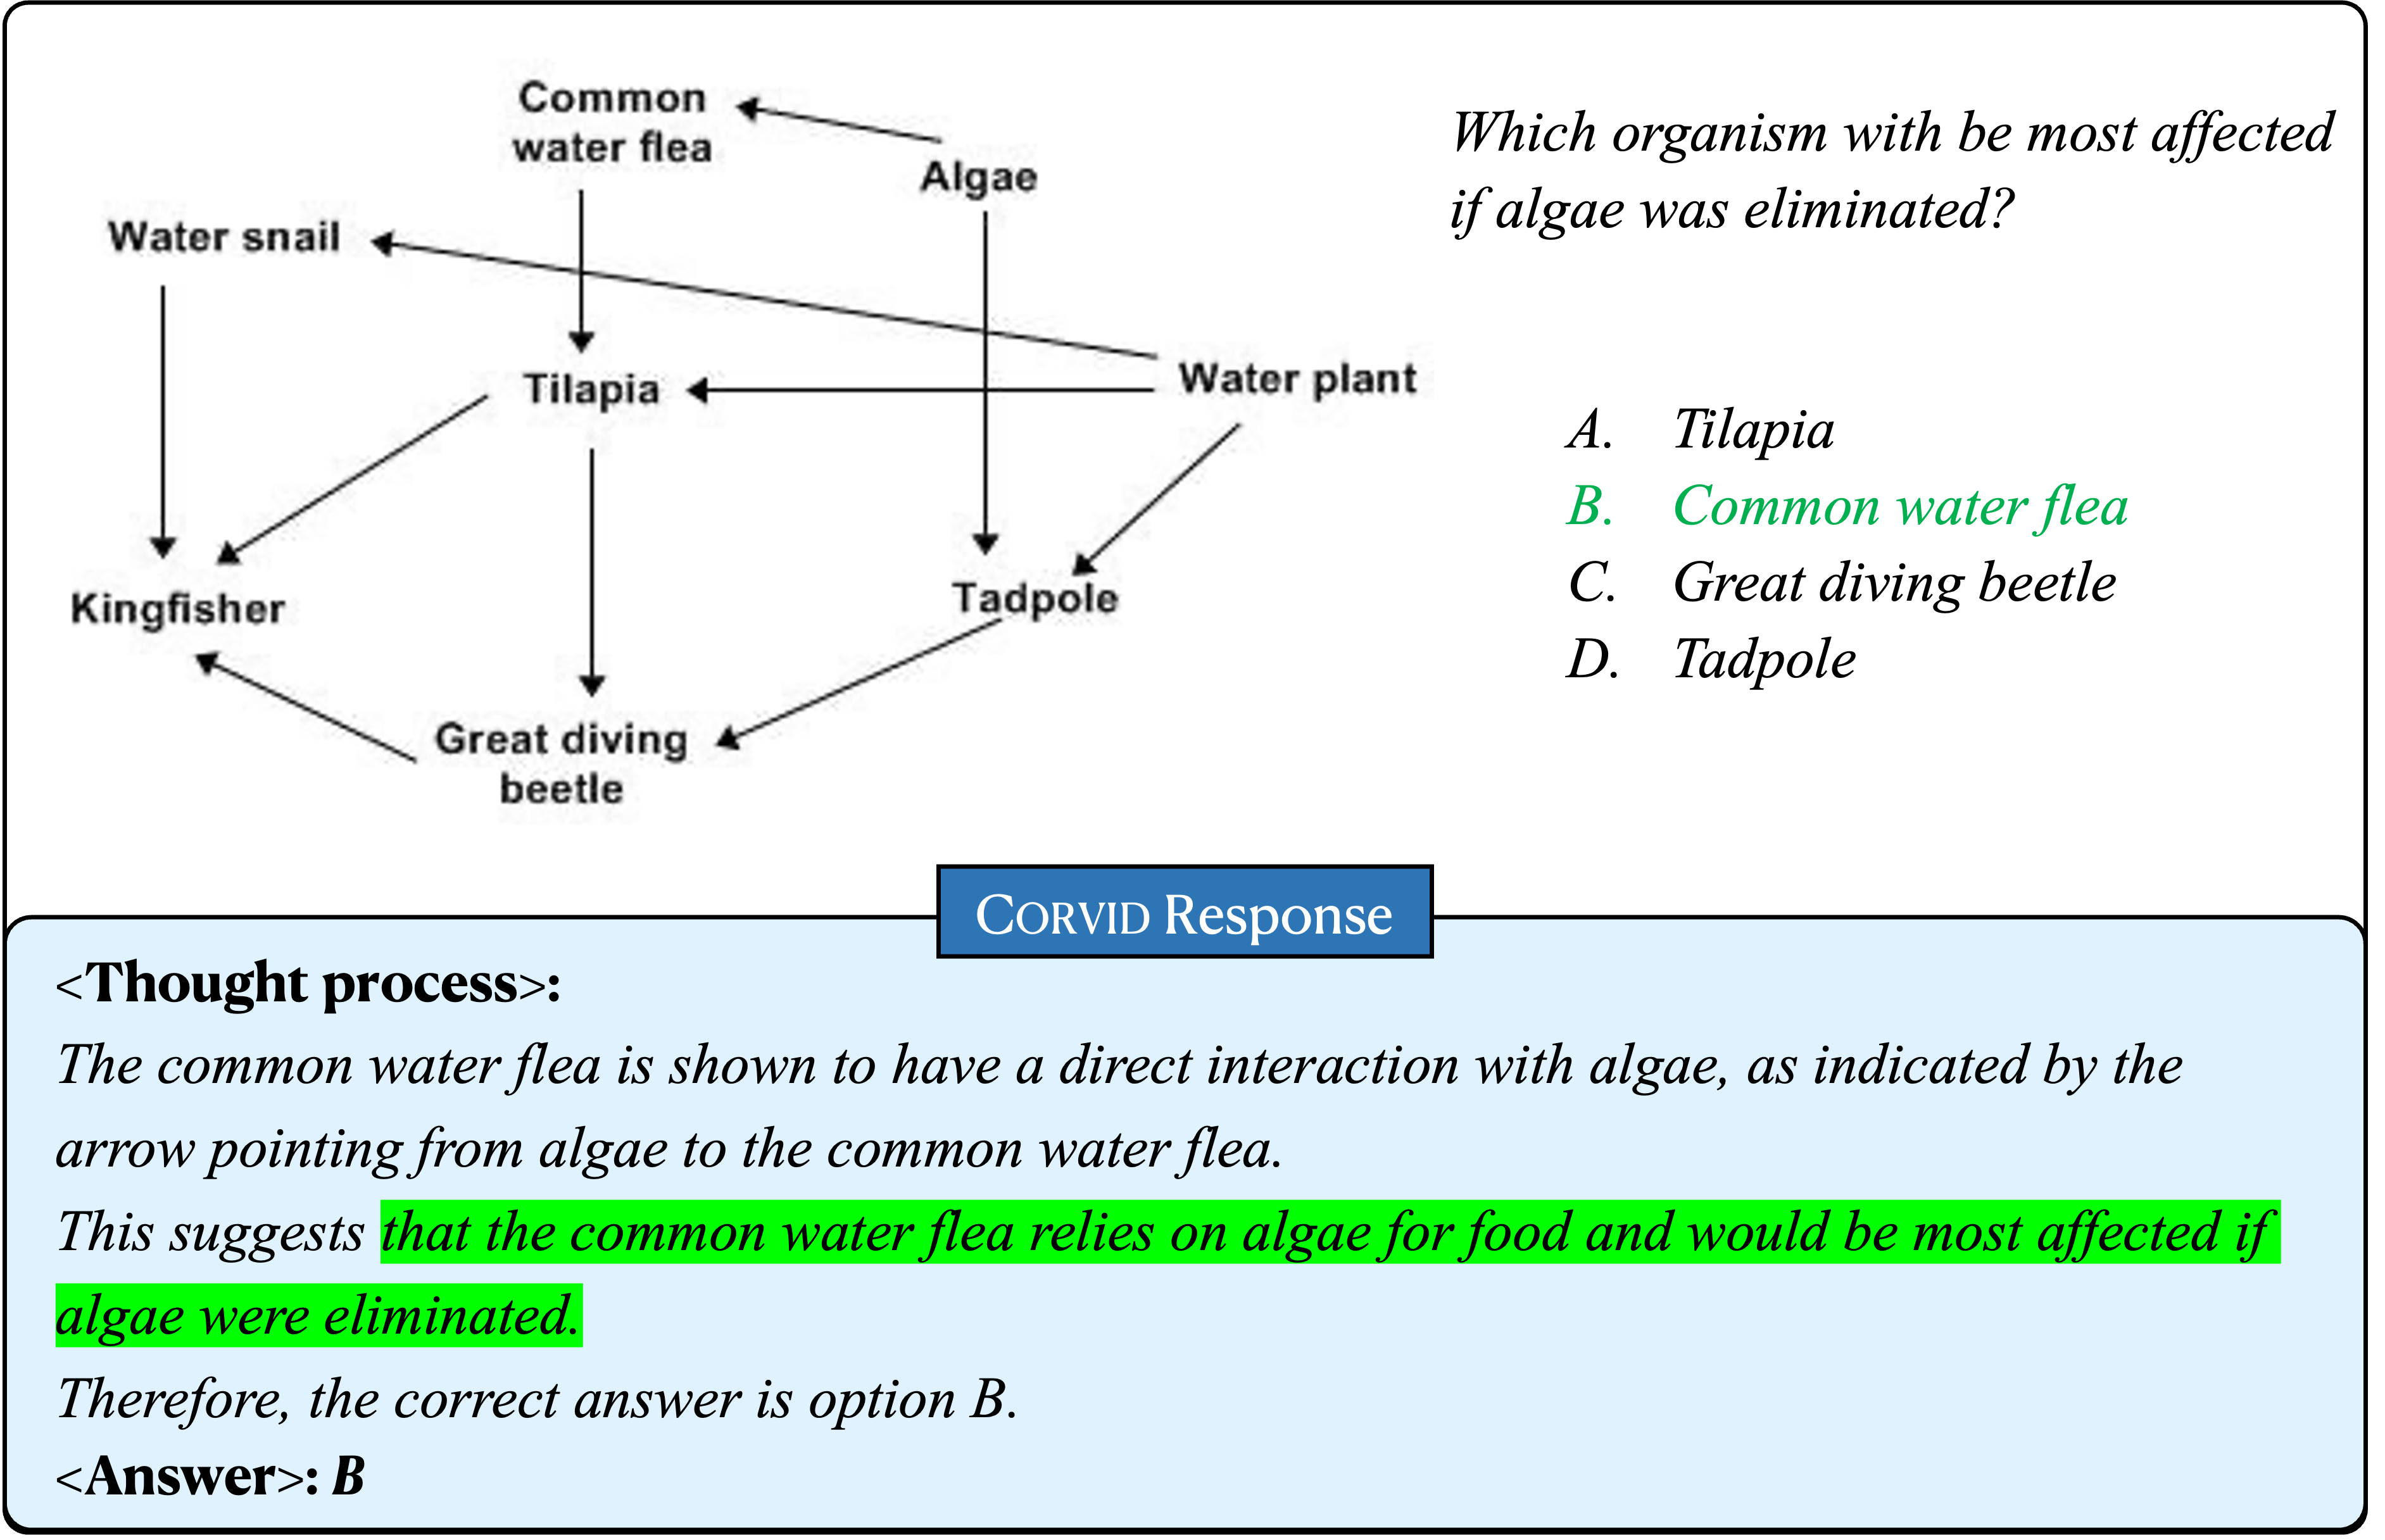 Common
water flea
Algae
Water snail
Tilapia
Water plant
Kingfisher
Tadpole
Great diving
beetle
Which organism with be most affected
if algae was eliminated?
A. Tilapia
B. Common water flea
C. Great diving beetle
D. Tadpole
CORVID Response
<Thought process>:
The common water flea is shown to have a direct interaction with algae, as indicated by the
arrow pointing from algae to the common water flea.
This suggests that the common water flea relies on algae for food and would be most affected if
algae were eliminated.
Therefore, the correct answer is option B.
<Answer>: B